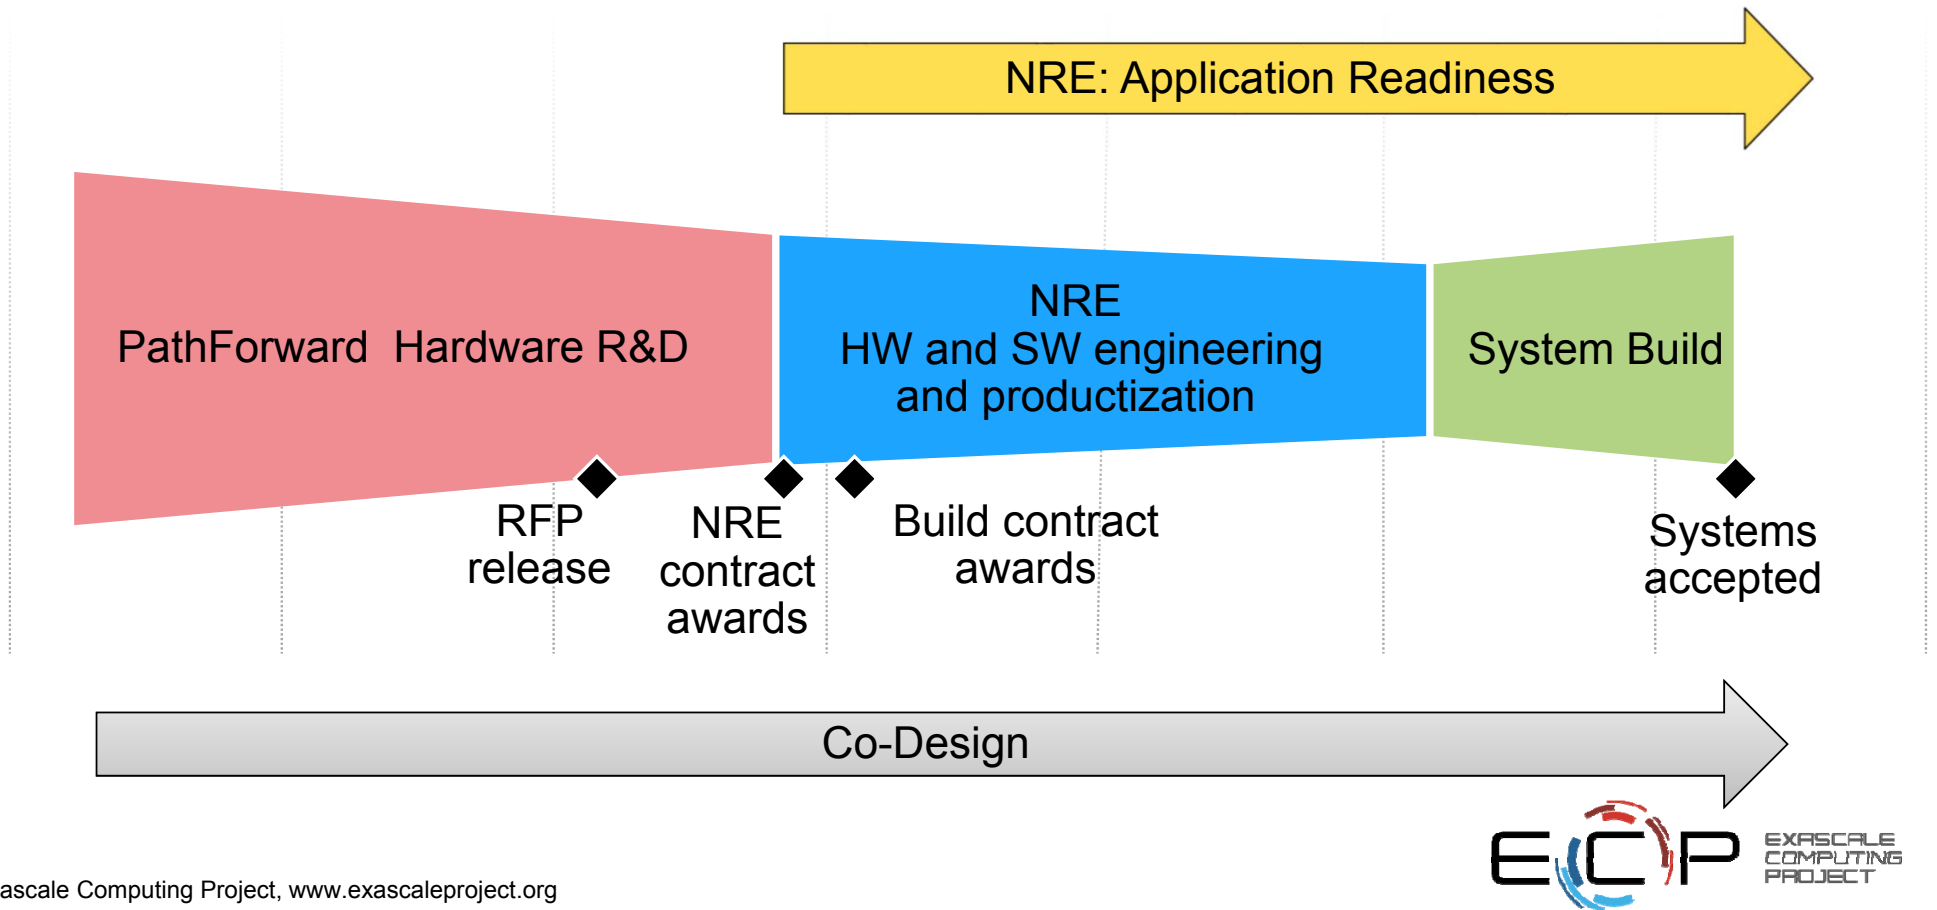 NRE: Application Readiness
PathForward  Hardware R&D
NRE
HW and SW engineering
and productization
System Build
RFP
release
NRE
contract
awards
Build contract
awards
Systems
accepted
Co-Design
ECP
EXASCALE
COMPUTING
PROJECT
ascale Computing Project, www.exascaleproject.org